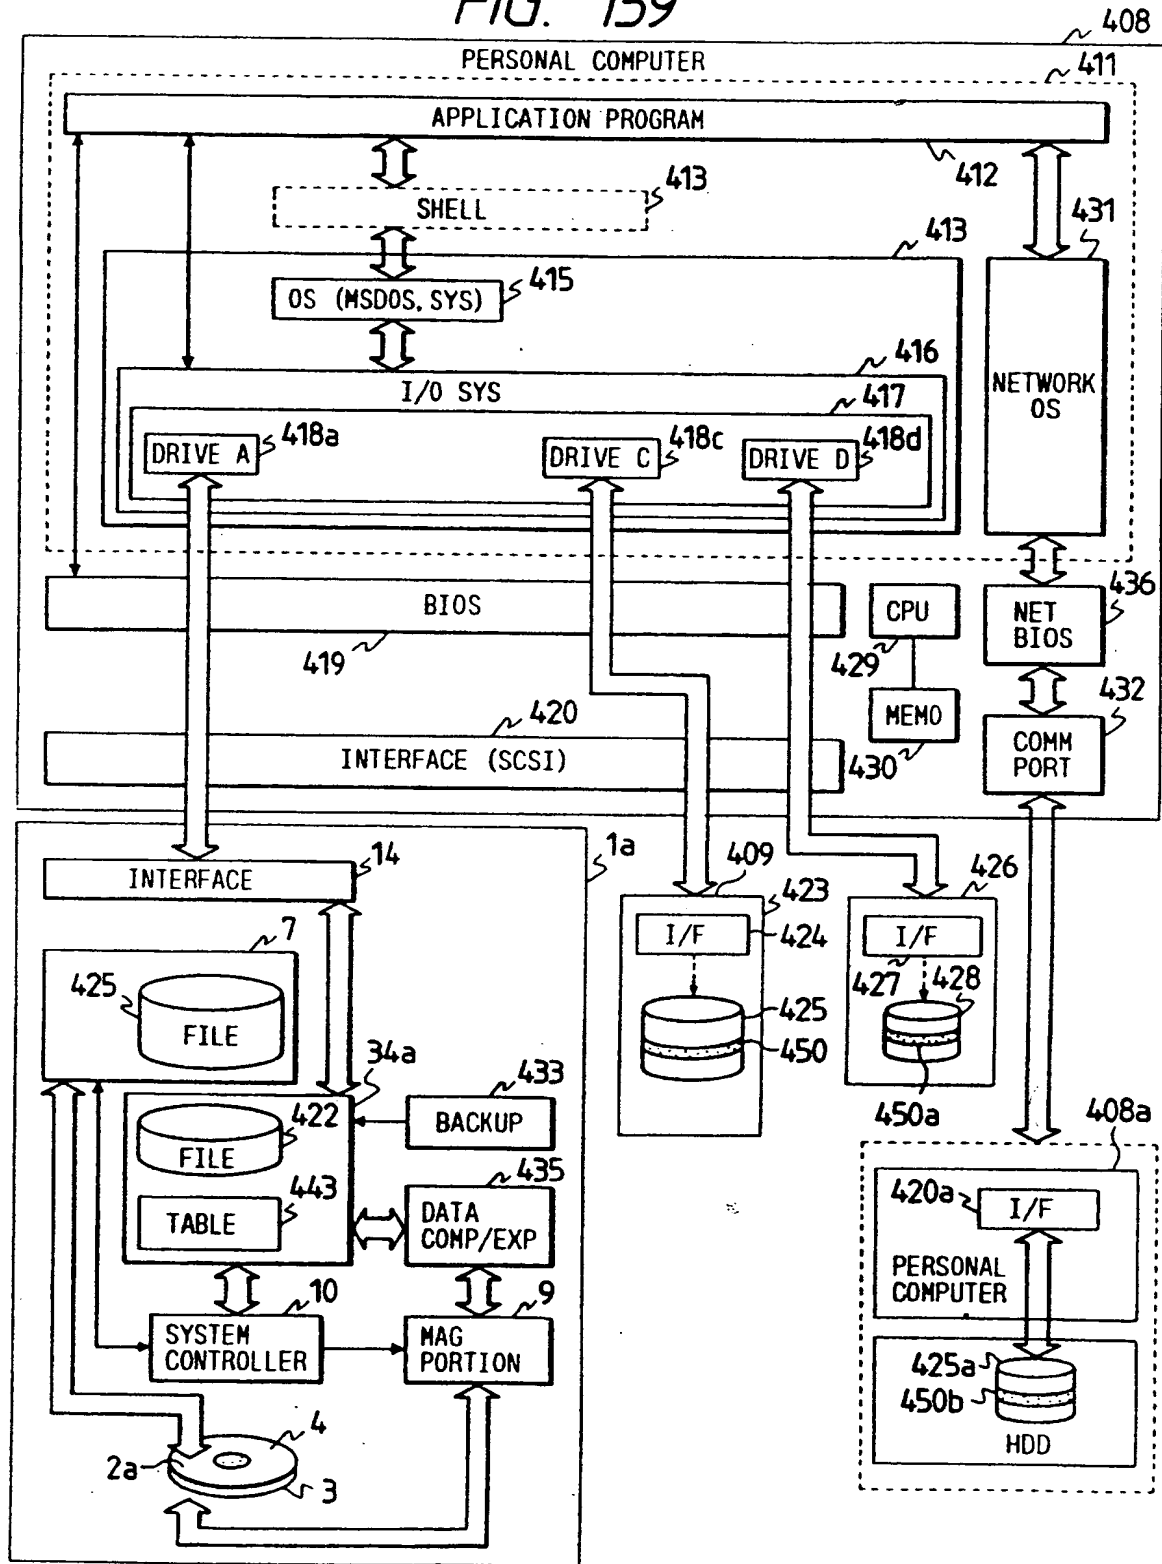 FIG. 159
408
PERSONAL COMPUTER
411
APPLICATION PROGRAM
412
413
SHELL
431
413
OS (MSDOS, SYS)
415
416
I/O SYS
417
NETWORK
OS
DRIVE A
418a
DRIVE C
418c
DRIVE D
418d
BIOS
419
CPU
429
NET
BIOS
436
MEMO
430
432
COMM
PORT
420
INTERFACE (SCSI)
14
INTERFACE
1a
409
423
I/F
424
425
450
426
I/F
427
428
450a
7
425
FILE
34a
433
BACKUP
422
FILE
443
TABLE
435
DATA
COMP/EXP
10
SYSTEM
CONTROLLER
9
MAG
PORTION
408a
420a
I/F
PERSONAL
COMPUTER
425a
450b
HDD
4
2a
3